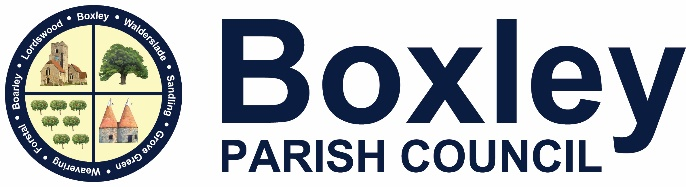 Boxley • Walderslade • Sandling • Grove Green • Weavering • Forstal • Boarley • Lordswood •
Boxley
PARISH COUNCIL